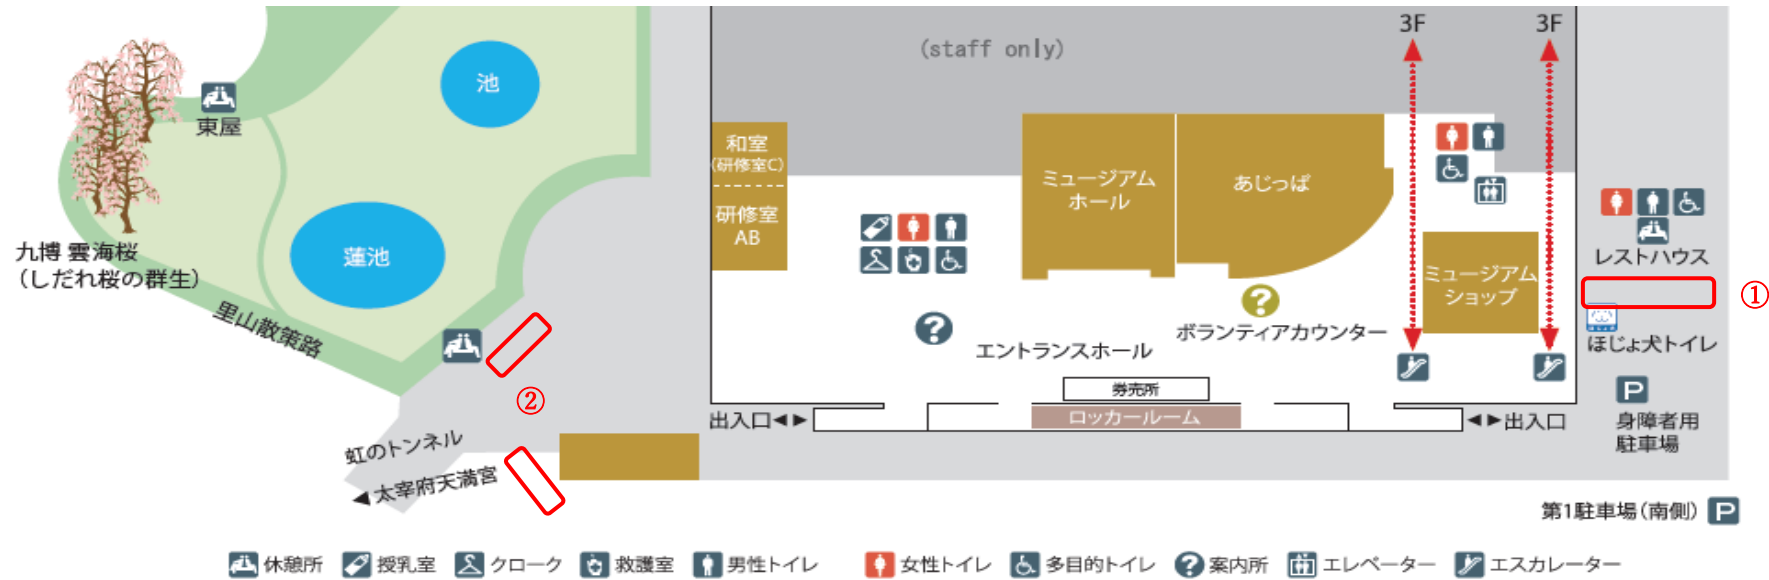 3F
3F
(staff only)
池
東屋
和室
(研修室C)
研修室
AB
ミュージアム
ホール
あじっぱ
九博 雲海桜
(しだれ桜の群生)
蓮池
レストハウス
ミュージアム
ショップ
①
里山散策路
ボランティアカウンター
エントランスホール
ほじょ犬トイレ
②
券売所
ロッカールーム
出入口◀▶
◀▶出入口
P
身障者用
駐車場
虹のトンネル
◀太宰府天満宮
第1駐車場(南側) P
休憩所 授乳室 クローク 救護室 男性トイレ 女性トイレ 多目的トイレ ? 案内所 エレベーター エスカレーター